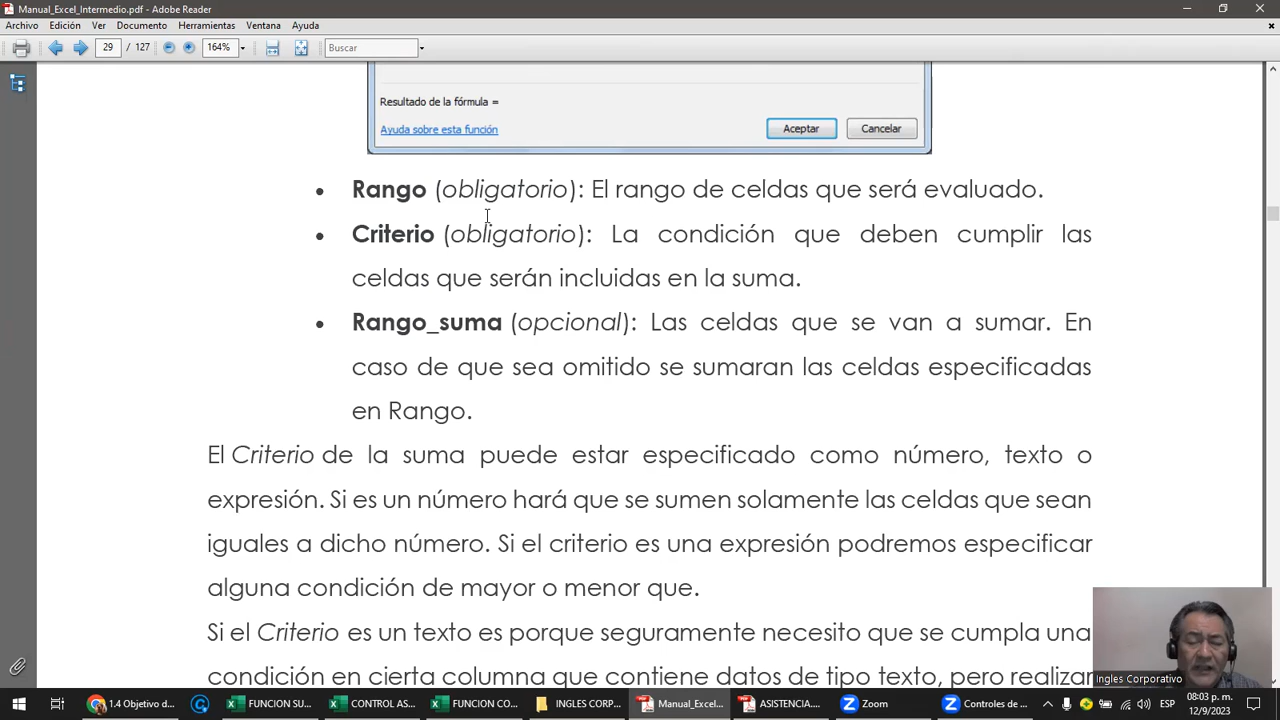 Manual_Excel_Intermedio.pdf - Adobe Reader
Archivo Edición Ver Documento Herramientas Ventana Ayuda
29 / 127 164% Buscar
Resultado de la fórmula =
Ayuda sobre esta función Aceptar Cancelar
• Rango (obligatorio): El rango de celdas que será evaluado.
• Criterio (obligatorio): La condición que deben cumplir las
celdas que serán incluidas en la suma.
• Rango_suma (opcional): Las celdas que se van a sumar. En
caso de que sea omitido se sumaran las celdas especificadas
en Rango.
El Criterio de la suma puede estar especificado como número, texto o
expresión. Si es un número hará que se sumen solamente las celdas que sean
iguales a dicho número. Si el criterio es una expresión podremos especificar
alguna condición de mayor o menor que.
Si el Criterio es un texto es porque seguramente necesito que se cumpla una
condición en cierta columna que contiene datos de tipo texto, pero realizar
Ingles Corporativo
1.4 Objetivo d... FUNCION SU... CONTROL AS... FUNCION CO... INGLES CORP... Manual_Exce... ASISTENCIA.... Zoom Controles de ... ESP 08:03 p. m.
12/9/2023